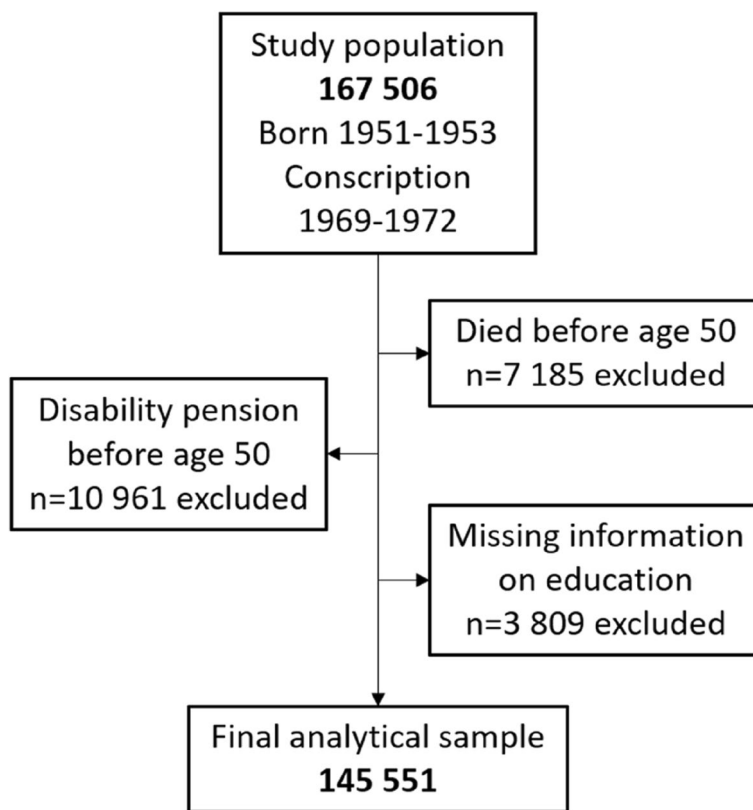 Study population
167 506
Born 1951-1953
Conscription
1969-1972
Died before age 50
n=7 185 excluded
Disability pension
before age 50
n=10 961 excluded
Missing information
on education
n=3 809 excluded
Final analytical sample
145 551